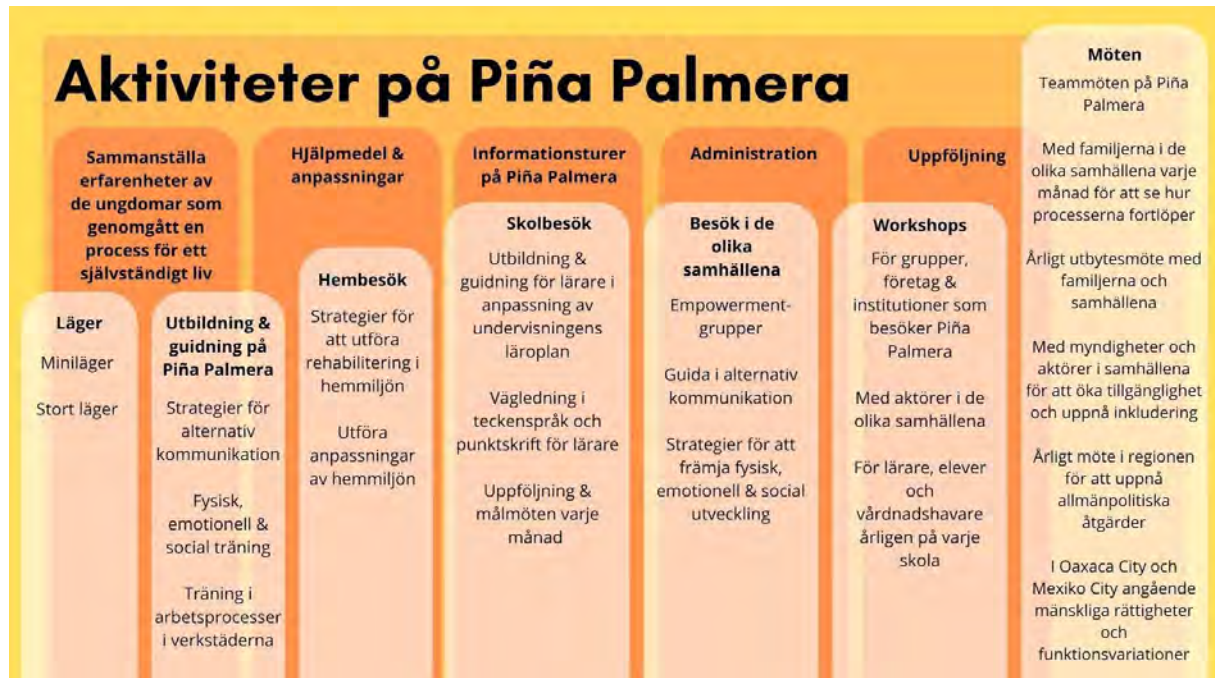 Aktiviteter på Piña Palmera
Sammanställa
erfarenheter av
de ungdomar som
genomgått en
process för ett
självständigt liv
HJälpmedel &
anpassningar
Informationsturer
på Piña Palmera
Administration
Uppföljning
Läger
Miniläger
Stort läger
Utbildning &
guidning på
Piña Palmera
Strategier för
alternativ
kommunikation
Fysisk,
emotionell &
social träning
Träning i
arbetsprocesser
i verkstäderna
Hembesök
Strategier för
att utföra
rehabilitering i
hemmiljön
Utföra
anpassningar
av hemmiljön
Skolbesök
Utbildning &
guidning för lärare i
anpassning av
undervisningens
läroplan
Vägledning i
teckenspråk och
punktskrift för lärare
Uppföljning &
målmöten varje
månad
Besök i de
olika
samhällena
Empowerment-
grupper
Guida i alternativ
kommunikation
Strategier för att
främja fysisk,
emotionell & social
utveckling
Workshops
För grupper,
företag &
institutioner som
besöker Piña
Palmera
Med aktörer i de
olika samhällena
För lärare, elever
och
vårdnadshavare
årligen på varje
skola
Möten
Teammöten på Piña
Palmera
Med familjerna i de
olika samhällena varje
månad för att se hur
processerna fortlöper
Årligt utbytesmöte med
familjerna och
samhällena
Med myndigheter och
aktörer i samhällena
för att öka tillgänglighet
och uppnå inkludering
Årligt möte i regionen
för att uppnå
allmänpolitiska
åtgärder
I Oaxaca City och
Mexiko City angående
mänskliga rättigheter
och
funktionsvariationer